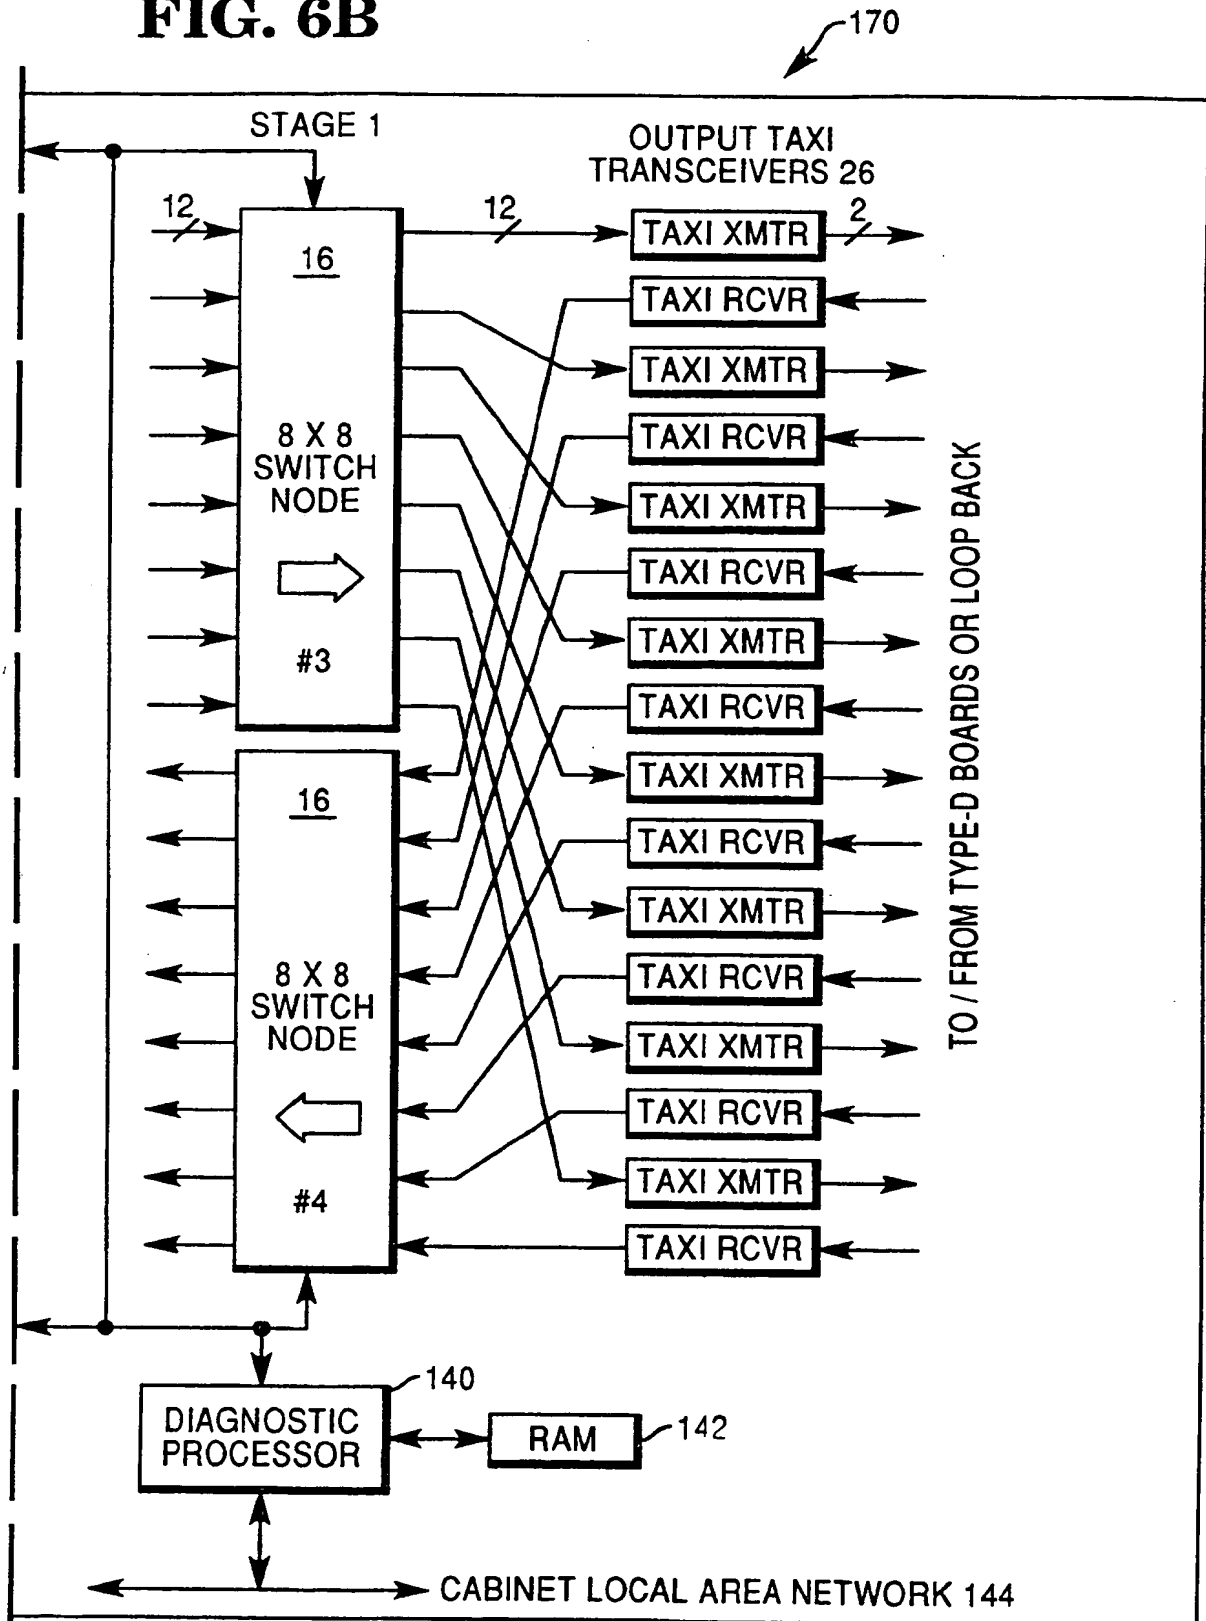 FIG. 6B
170
STAGE 1
OUTPUT TAXI
TRANSCEIVERS 26
12
12
2
16
8 X 8
SWITCH
NODE
#3
16
8 X 8
SWITCH
NODE
#4
TAXI XMTR
TAXI RCVR
TAXI XMTR
TAXI RCVR
TAXI XMTR
TAXI RCVR
TAXI XMTR
TAXI RCVR
TAXI XMTR
TAXI RCVR
TAXI XMTR
TAXI RCVR
TAXI XMTR
TAXI RCVR
TAXI XMTR
TAXI RCVR
TO / FROM TYPE-D BOARDS OR LOOP BACK
140
DIAGNOSTIC
PROCESSOR
RAM
142
CABINET LOCAL AREA NETWORK 144